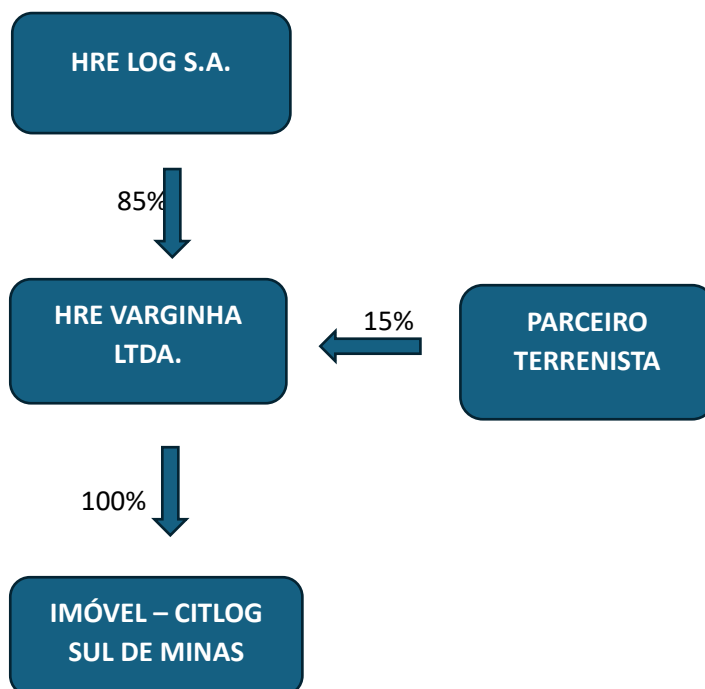 HRE LOG S.A.
85%
HRE VARGINHA
LTDA.
15%
PARCEIRO
TERRENISTA
100%
IMÓVEL – CITLOG
SUL DE MINAS